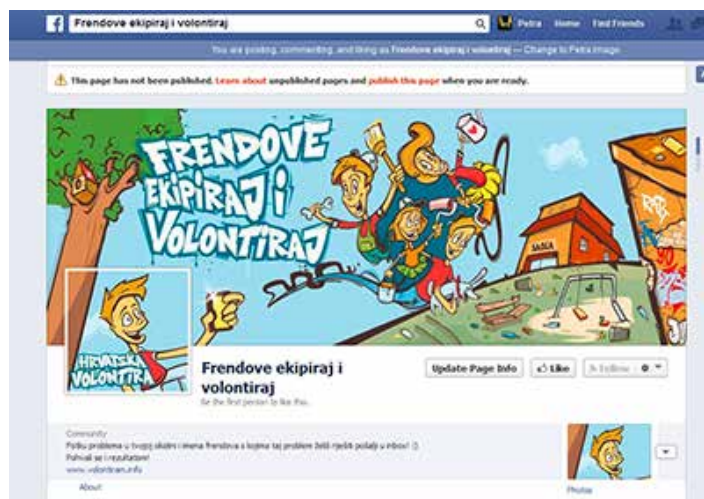 Frendove ekipiraj i volontiraj
Petra Home Find Friends
You are posting, commenting, and liking as Frendove ekipiraj i volontiraj — Change to Petra Image
This page has not been published. Learn about unpublished pages and publish this page when you are ready.
FRENDOVE
EKIPIRAJ I
VOLONTIRAJ
HRVATSKA
VOLONTIRA
Frendove ekipiraj i
volontiraj
Be the first person to like this.
Update Page Info Like Follow 0
Community
problema u tvojoj okolini i imena frendova s kojima taj problem želiš riješiti pošalji u inbox! :)
Pohvali se i rezultatom!
www.volontiram.info
About
Photos